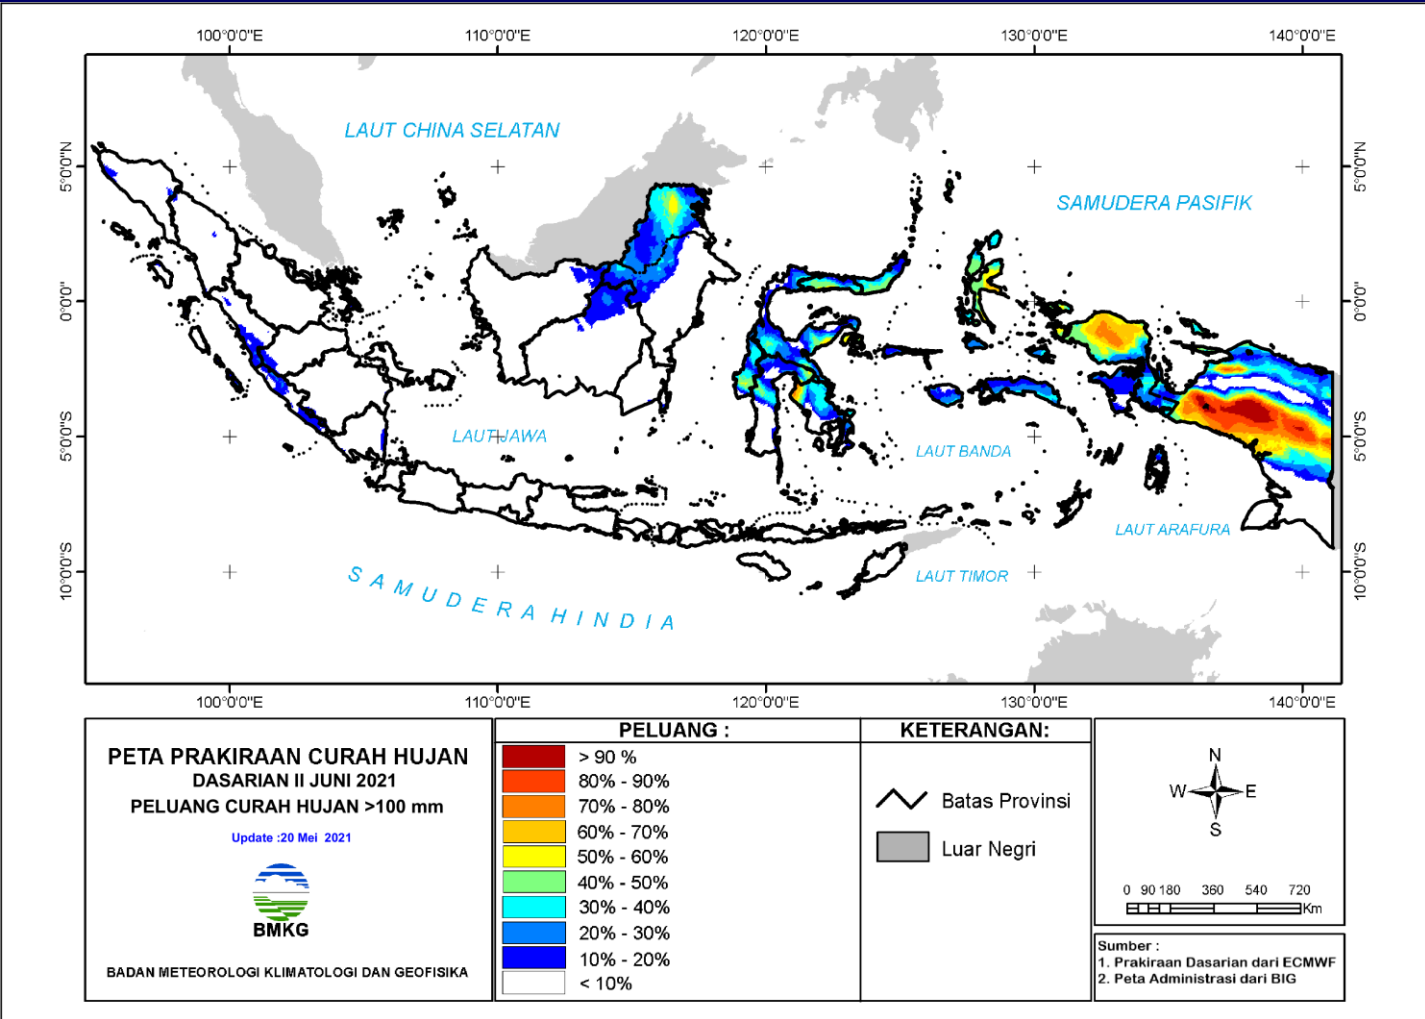 100°0'0"E 110°0'0"E 120°0'0"E 130°0'0"E 140°0'0"E
5°0'0"N
0°0'0"
5°0'0"S
10°0'0"S
LAUT CHINA SELATAN
SAMUDERA PASIFIK
LAUT JAWA
LAUT BANDA
LAUT ARAFURA
LAUT TIMOR
SAMUDERA HINDIA
5°0'0"N
0°0'0"
5°0'0"S
10°0'0"S
100°0'0"E 110°0'0"E 120°0'0"E 130°0'0"E 140°0'0"E
PETA PRAKIRAAN CURAH HUJAN
DASARIAN II JUNI 2021
PELUANG CURAH HUJAN >100 mm
Update :20 Mei 2021
BMKG
BADAN METEOROLOGI KLIMATOLOGI DAN GEOFISIKA
PELUANG :
> 90 %
80% - 90%
70% - 80%
60% - 70%
50% - 60%
40% - 50%
30% - 40%
20% - 30%
10% - 20%
< 10%
KETERANGAN:
Batas Provinsi
Luar Negri
N
W E
S
0 90 180 360 540 720
Km
Sumber :
1. Prakiraan Dasarian dari ECMWF
2. Peta Administrasi dari BIG